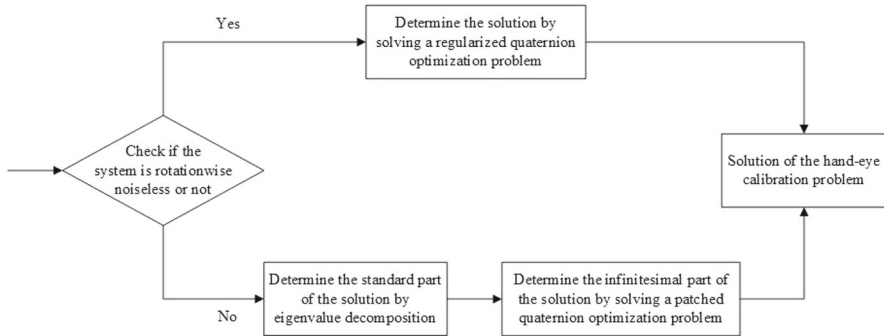 Yes
Determine the solution by
solving a regularized quaternion
optimization problem
Check if the
system is rotationwise
noiseless or not
Solution of the hand-eye
calibration problem
No
Determine the standard part
of the solution by
eigenvalue decomposition
Determine the infinitesimal part of
the solution by solving a patched
quaternion optimization problem